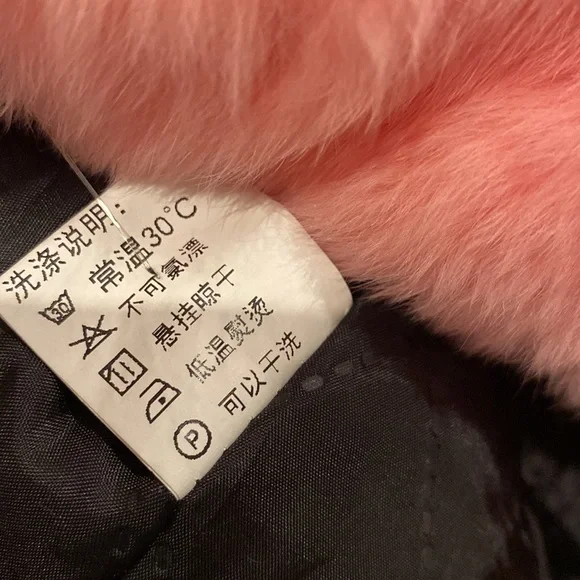 洗涤说明:
30 常温30°C
不可氯漂
悬挂晾干
低温熨烫
P 可以干洗